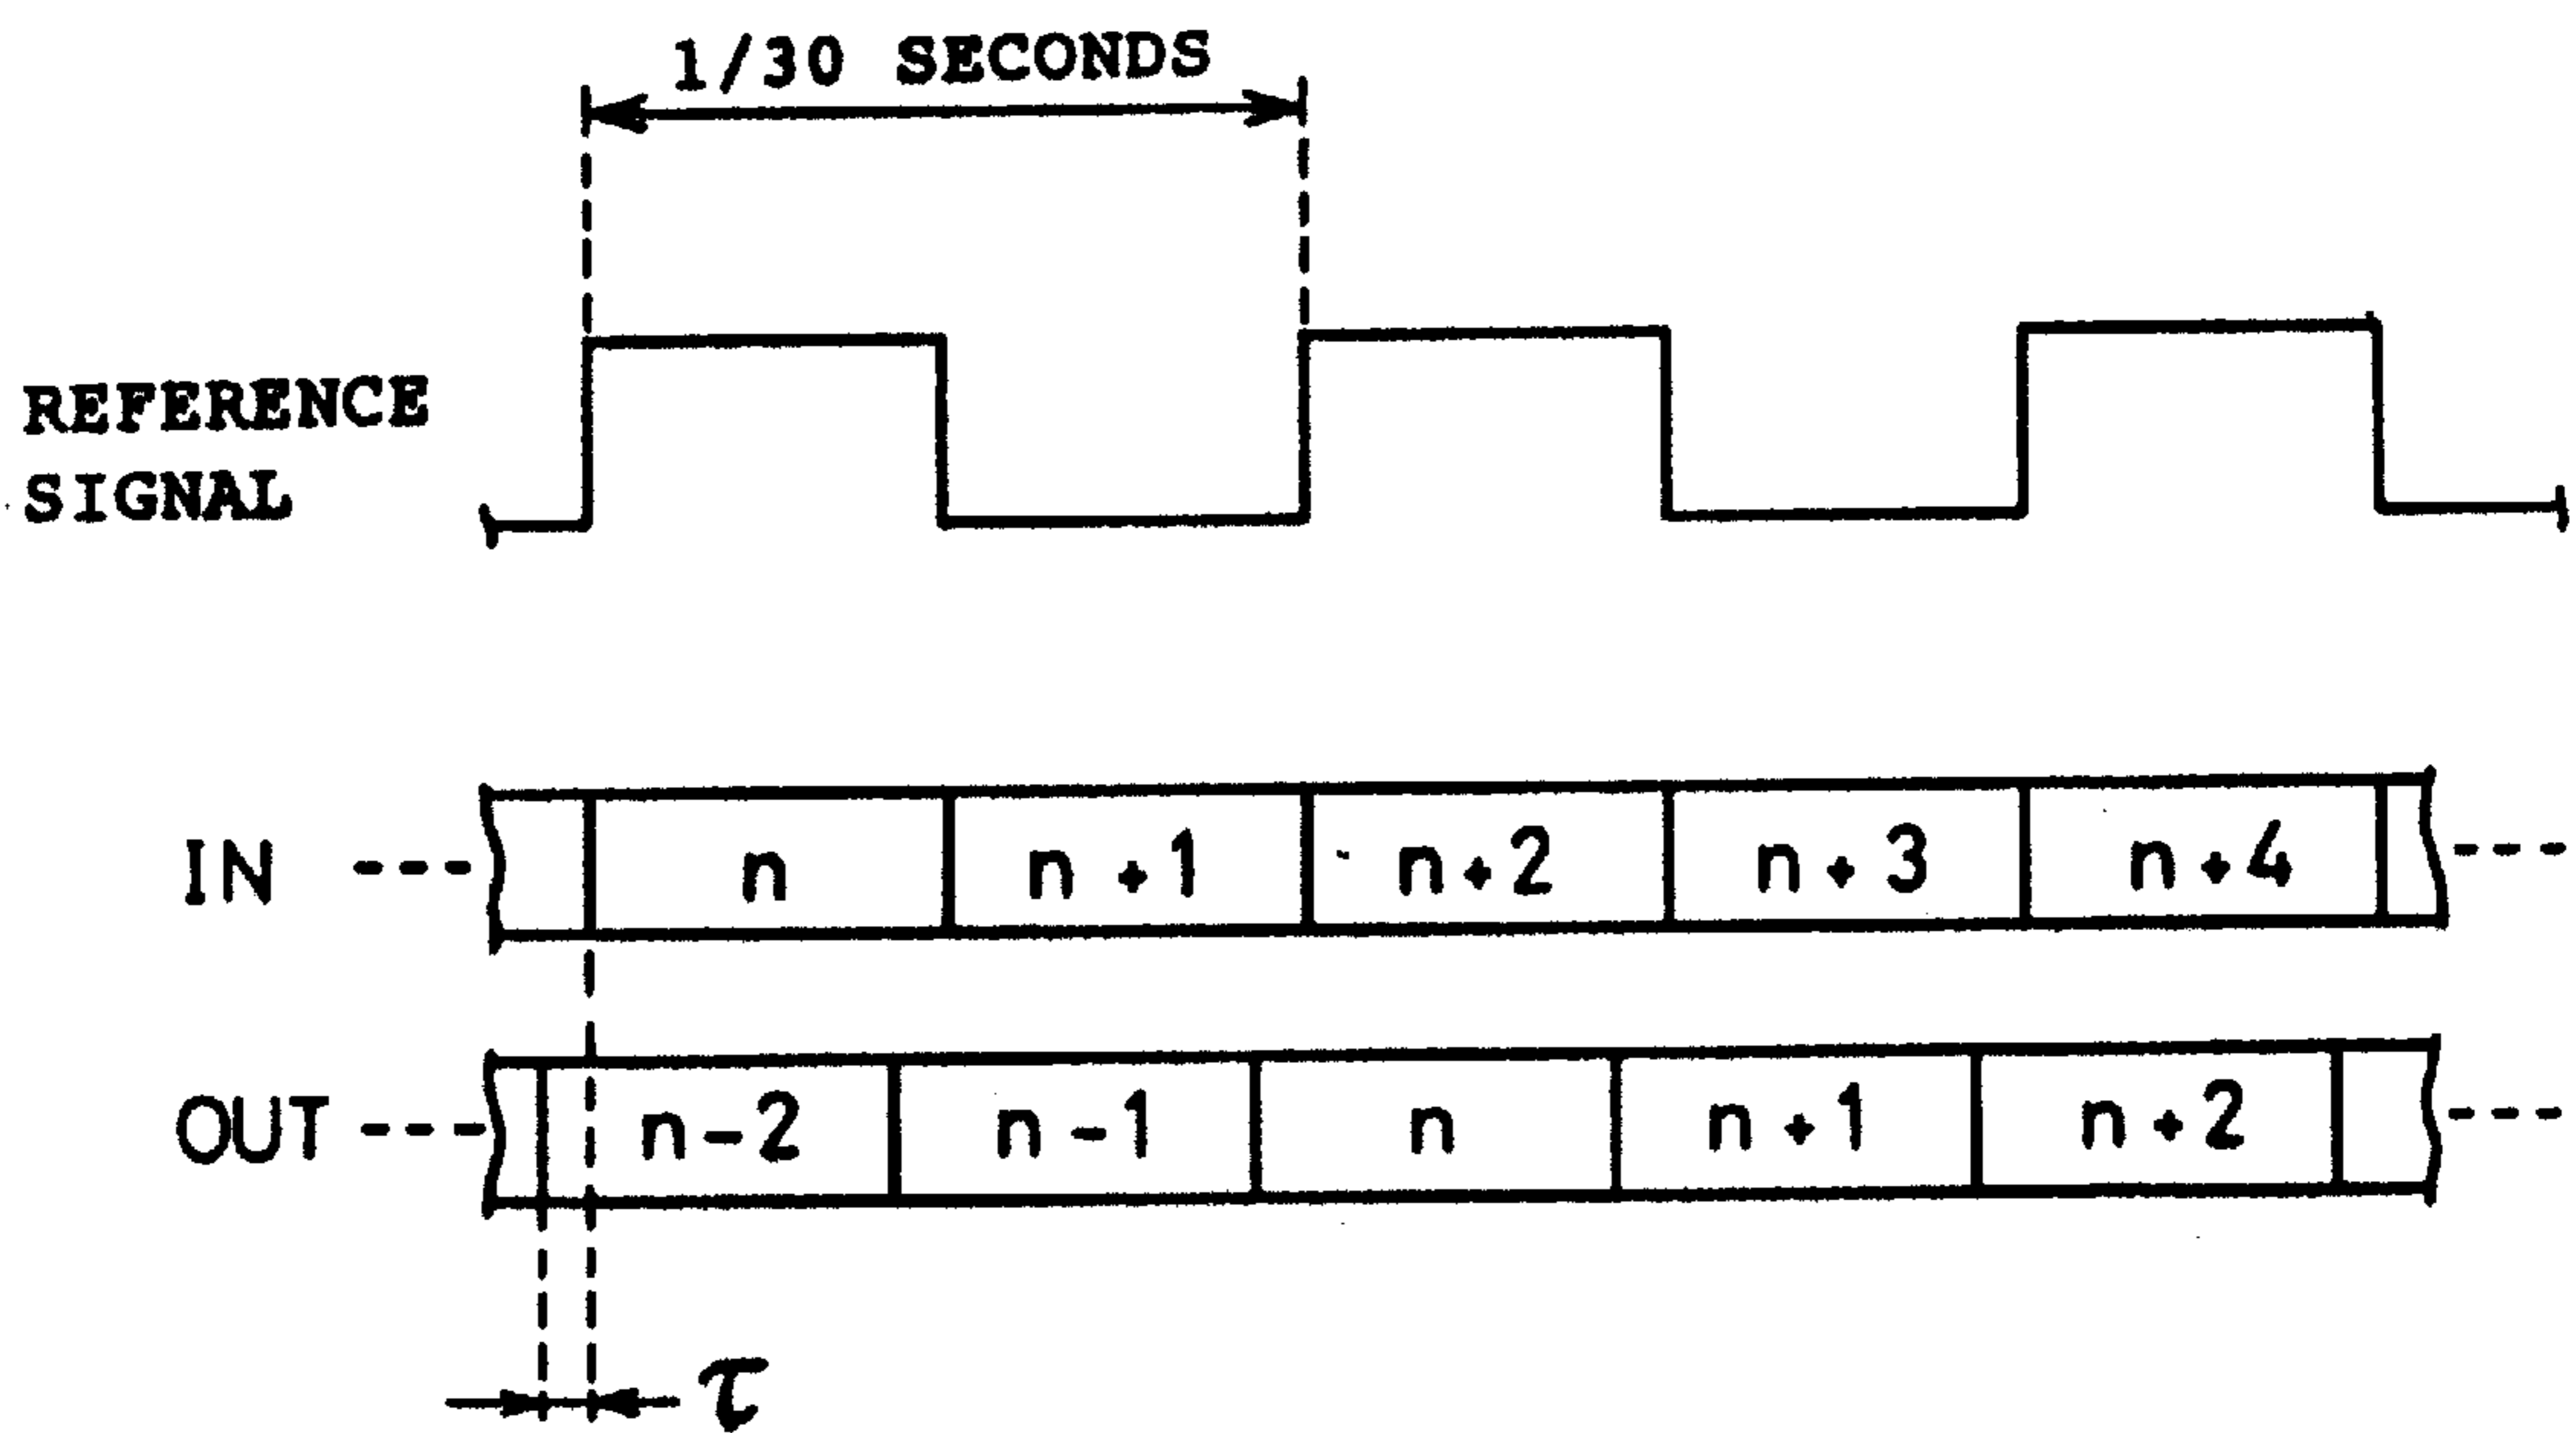 1/30 SECONDS
REFERENCE
SIGNAL
IN --- n n+1 n+2 n+3 n+4 ---
OUT --- n-2 n-1 n n+1 n+2 ---
τ